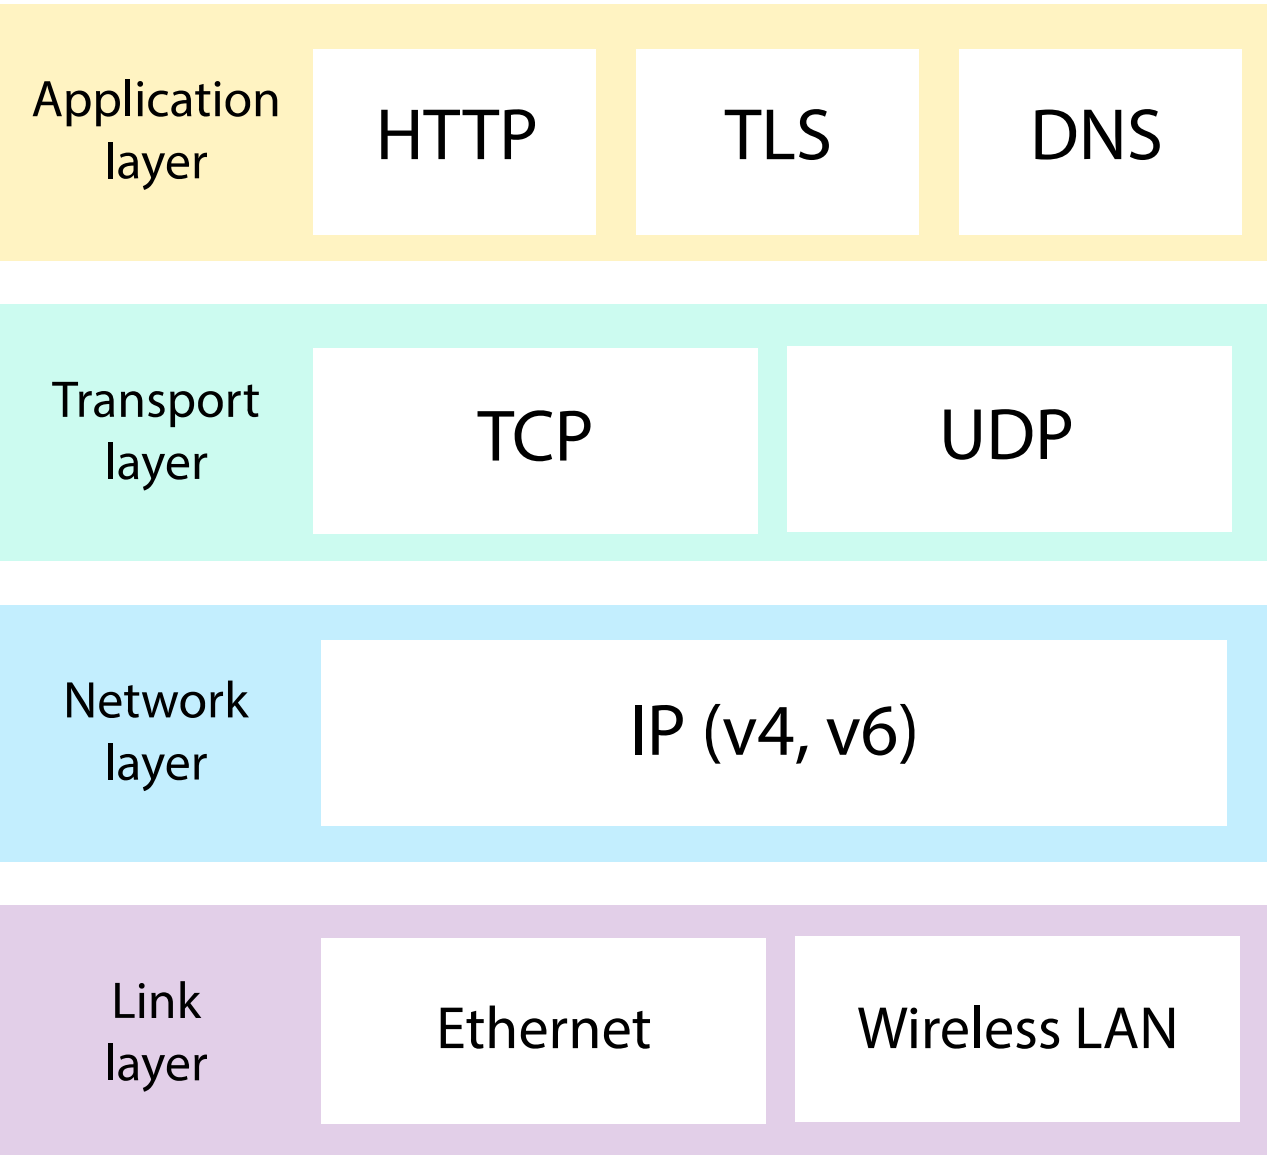 Application
layer
HTTP
TLS
DNS
Transport
layer
TCP
UDP
Network
layer
IP (v4, v6)
Link
layer
Ethernet
Wireless LAN